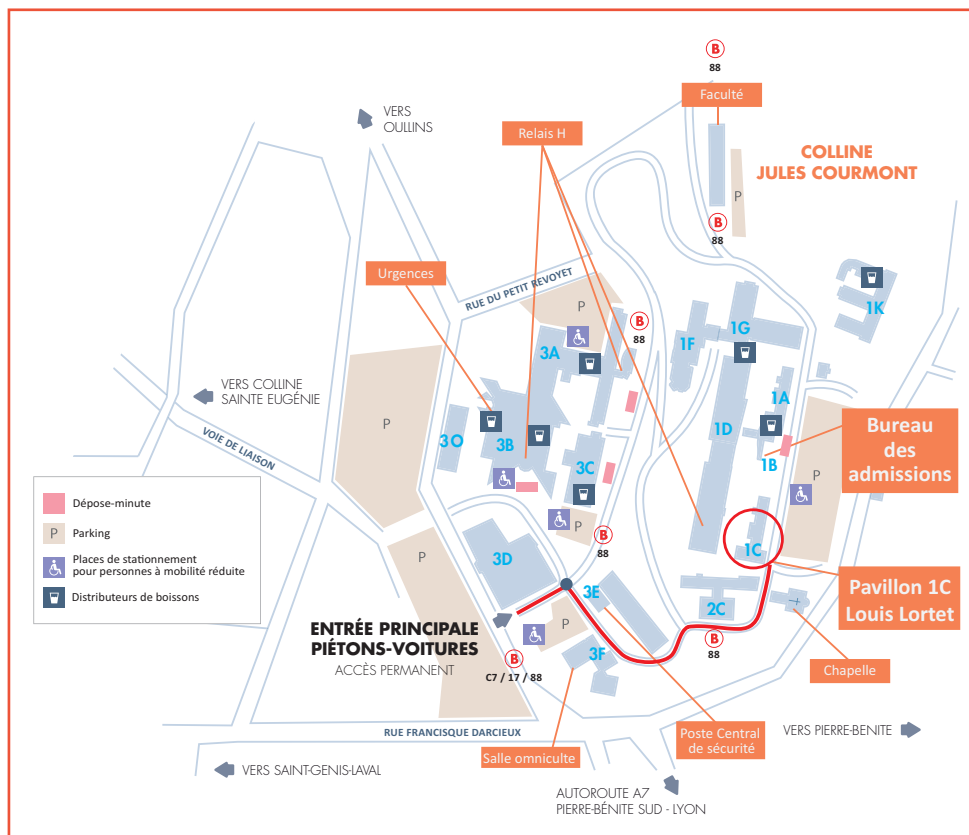 B
88
Faculté
VERS
OULLINS
Relais H
COLLINE
JULES COURMONT
P
B
88
Urgences
RUE DU PETIT REVOYET
P
1K
B
88
1G
1F
3A
VERS COLLINE
SAINTE EUGÉNIE
1A
P
VOIE DE LIAISON
3O
3B
3C
1D
1B
Bureau
des
admissions
P
Dépose-minute
P
Parking
Places de stationnement
pour personnes à mobilité réduite
Distributeurs de boissons
P
B
88
1C
P
3D
3E
2C
Pavillon 1C
Louis Lortet
ENTRÉE PRINCIPALE
PIÉTONS-VOITURES
ACCÈS PERMANENT
P
3F
B
C7 / 17 / 88
B
88
Chapelle
RUE FRANCISQUE DARCIEUX
Salle omniculte
Poste Central
de sécurité
VERS PIERRE-BENITE
VERS SAINT-GENIS-LAVAL
AUTOROUTE A7
PIERRE-BÉNITE SUD - LYON